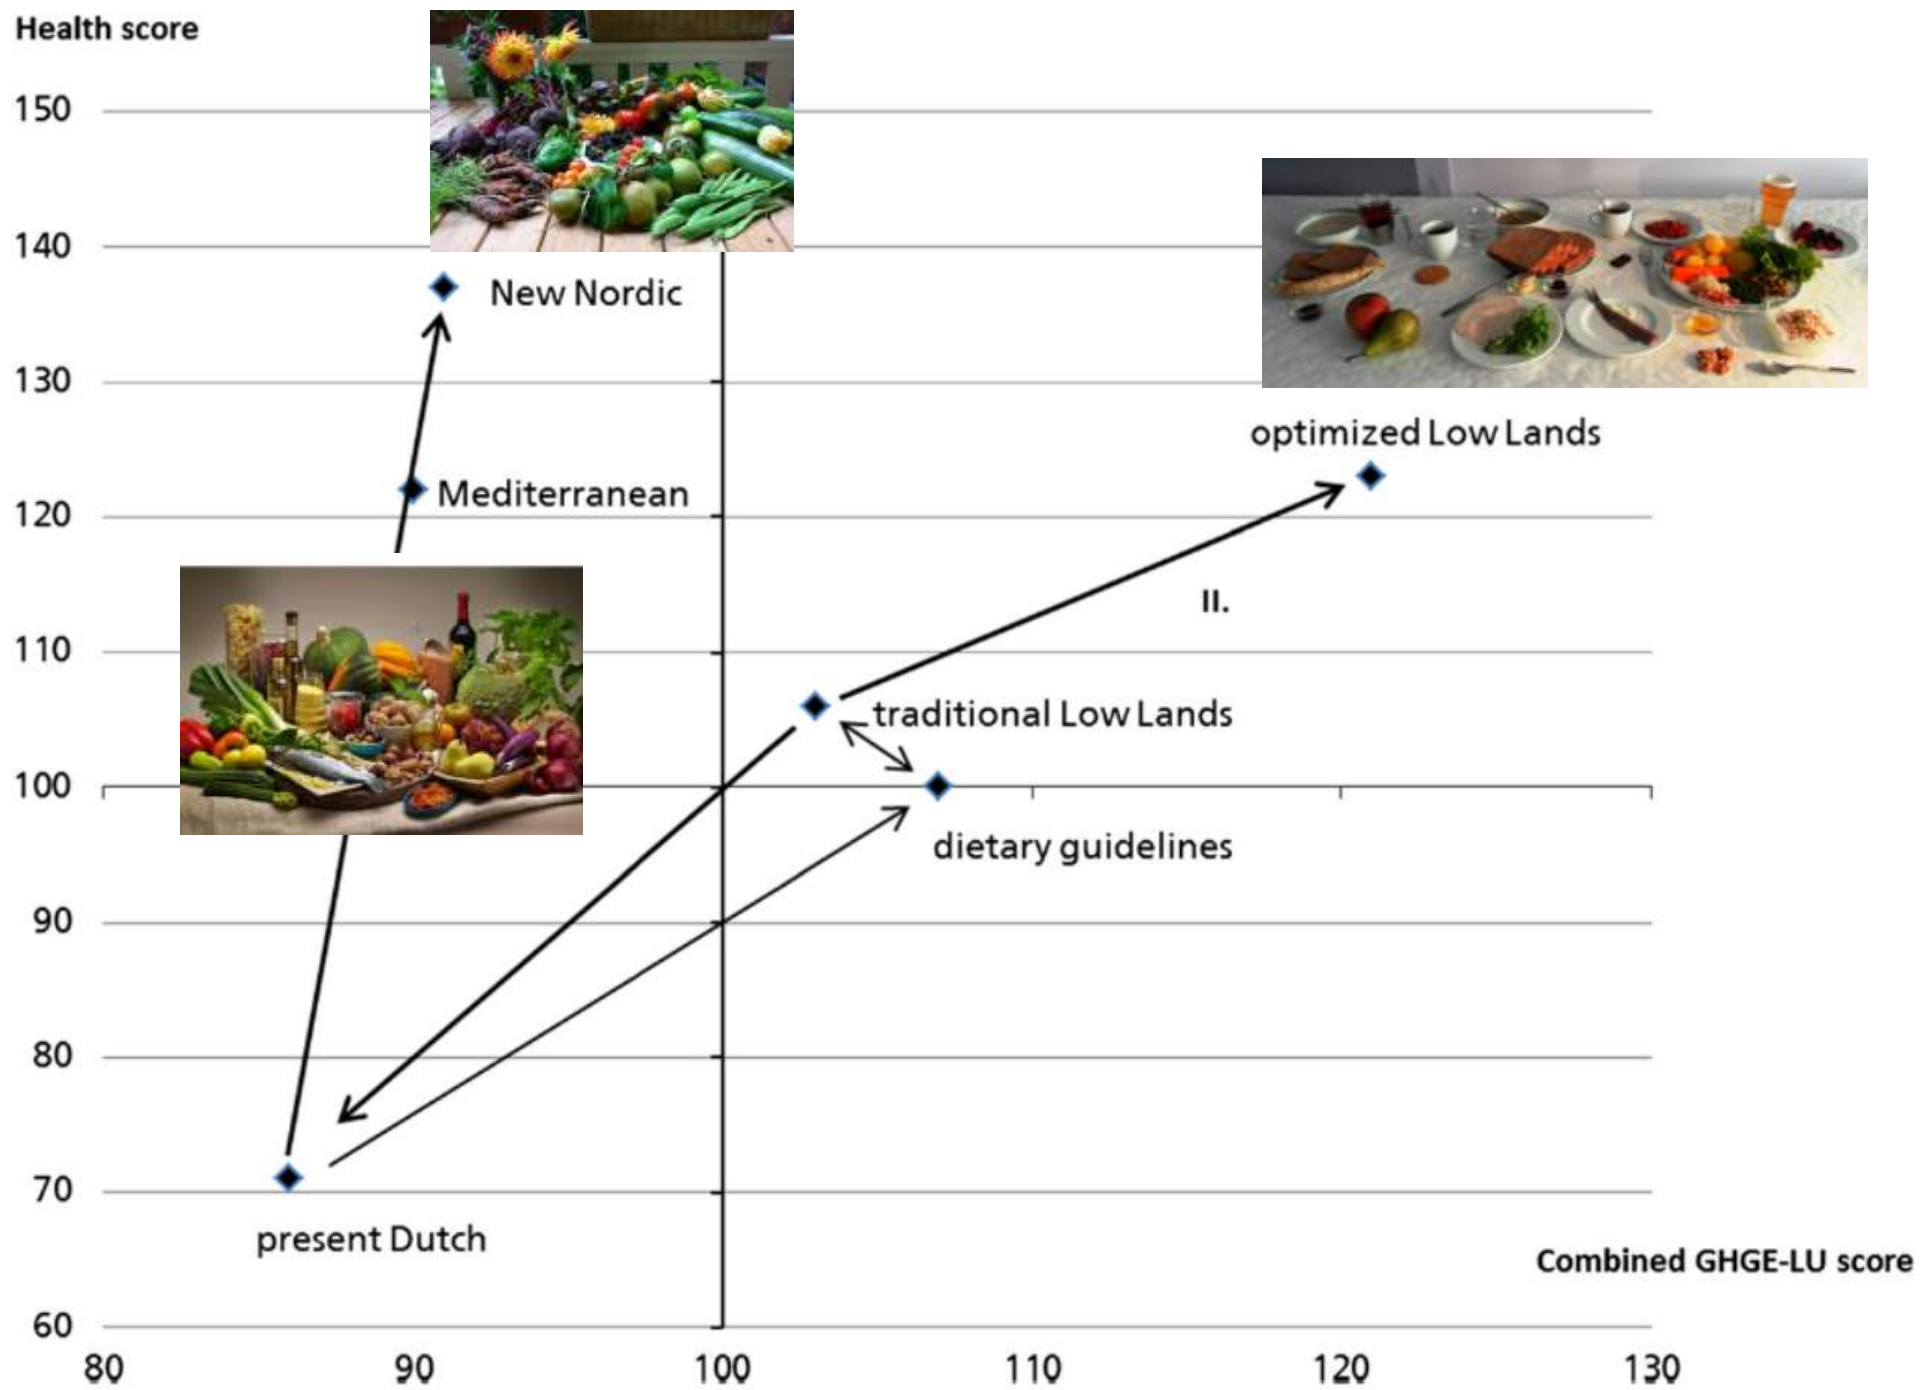 Health score
150
140
New Nordic
130
optimized Low Lands
Mediterranean
120
II.
110
traditional Low Lands
100
dietary guidelines
90
80
70
present Dutch
Combined GHGE-LU score
60
80 90 100 110 120 130